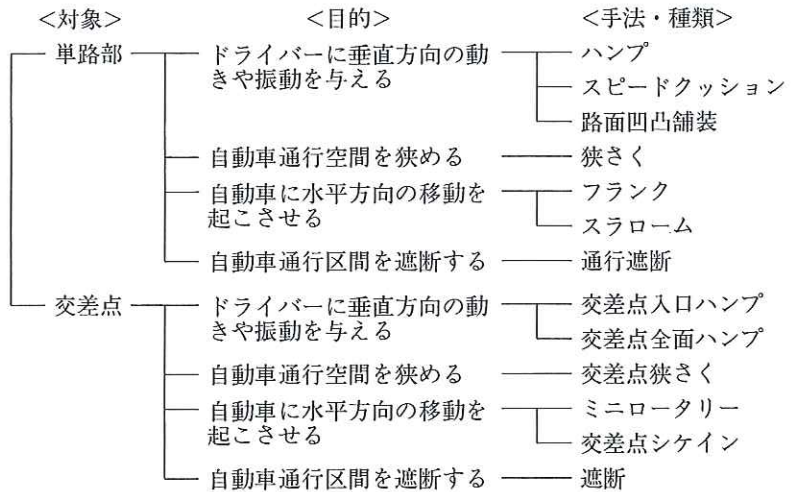 <対象> <目的> <手法・種類>
単路部 ドライバーに垂直方向の動 ハンプ
きや振動を与える スピードクッション
路面凹凸舗装
自動車通行空間を狭める 狭さく
自動車に水平方向の移動を フランク
起こさせる スラローム
自動車通行区間を遮断する 通行遮断
交差点 ドライバーに垂直方向の動 交差点入口ハンプ
きや振動を与える 交差点全面ハンプ
自動車通行空間を狭める 交差点狭さく
自動車に水平方向の移動を ミニロータリー
起こさせる 交差点シケイン
自動車通行区間を遮断する 遮断